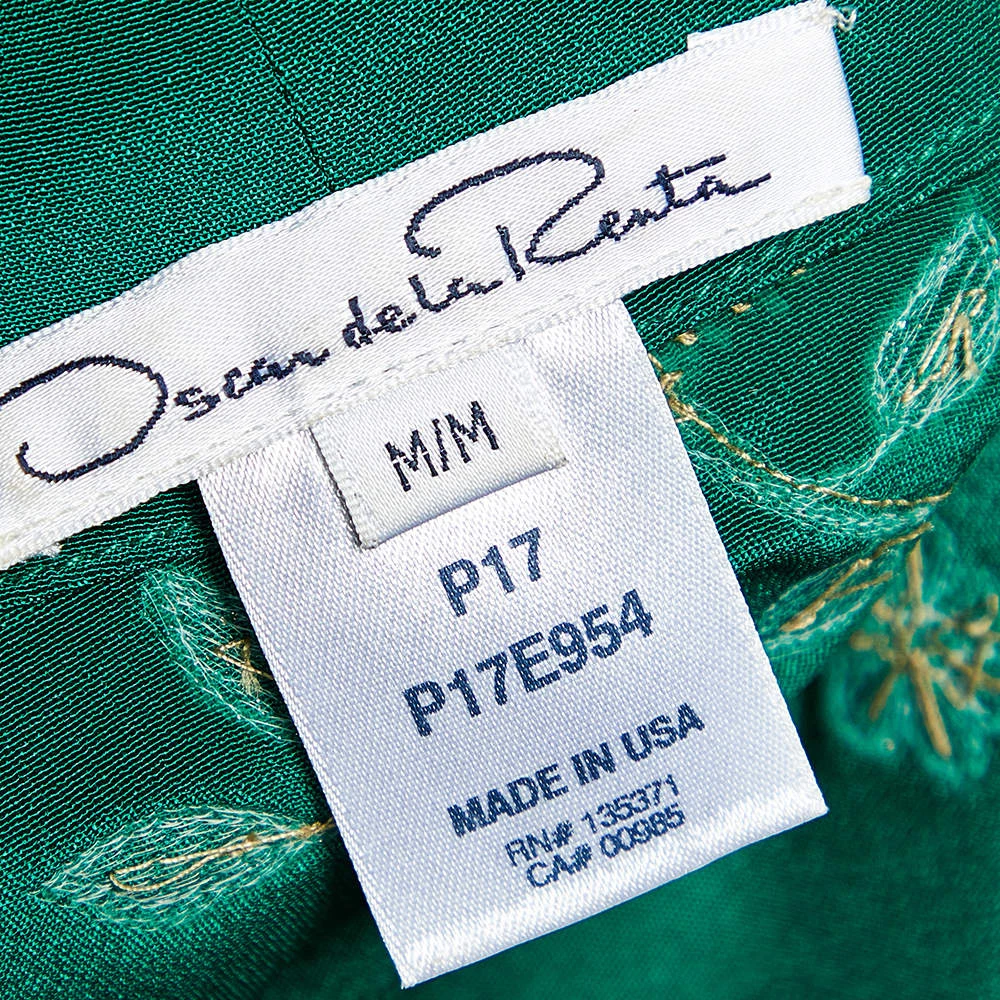 Oscar de la Renta
M/M
P17
P17E954
MADE IN USA
RN# 135371
CA# 00985